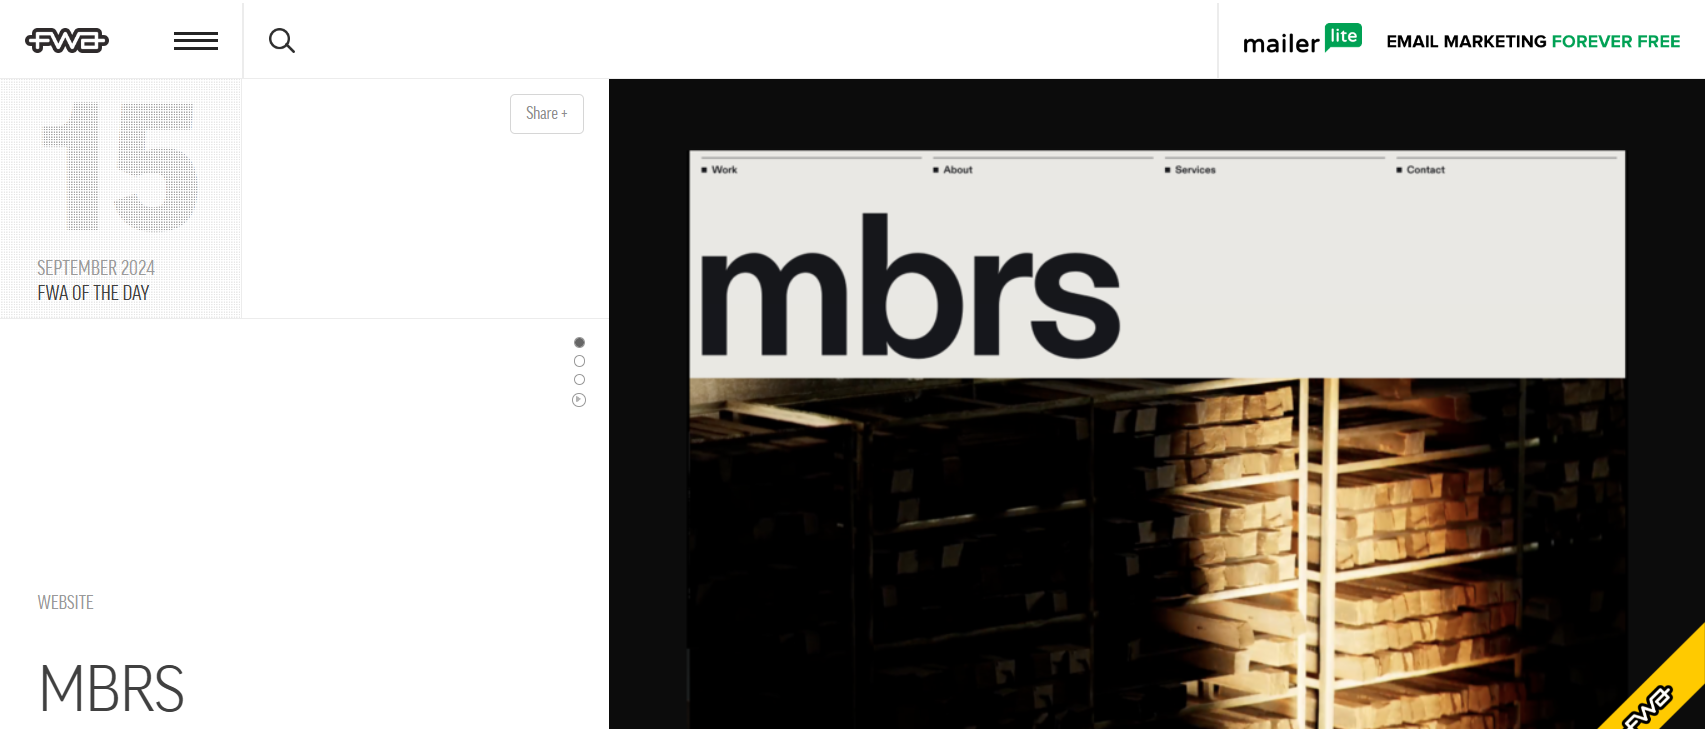 FWA
mailer lite
EMAIL MARKETING FOREVER FREE
15
SEPTEMBER 2024
FWA OF THE DAY
Share +
WEBSITE
MBRS
Work
About
Services
Contact
mbrs
FWA